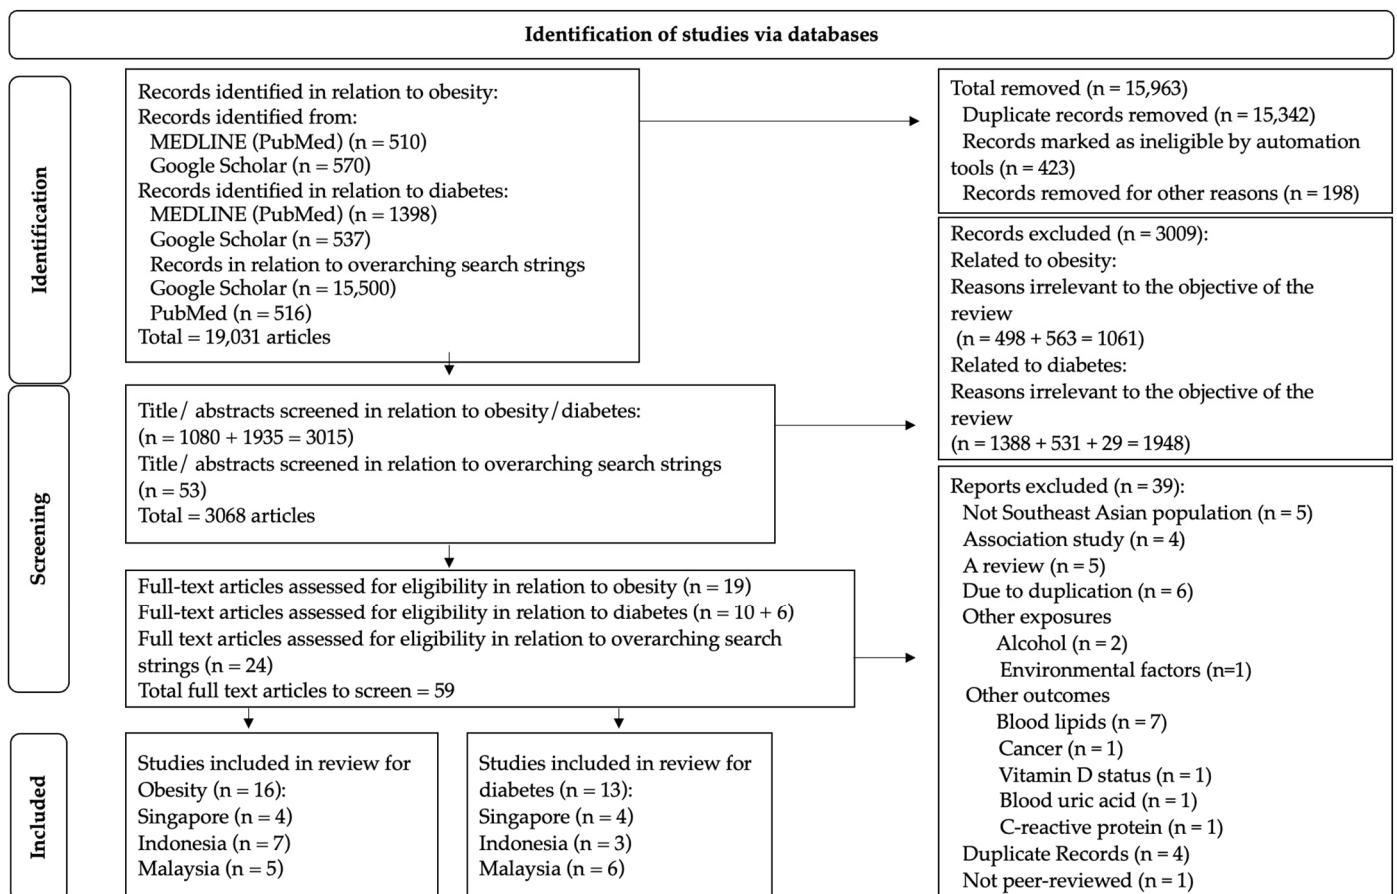 Identification of studies via databases
Identification
Records identified in relation to obesity:
Records identified from:
MEDLINE (PubMed) (n = 510)
Google Scholar (n = 570)
Records identified in relation to diabetes:
MEDLINE (PubMed) (n = 1398)
Google Scholar (n = 537)
Records in relation to overarching search strings
Google Scholar (n = 15,500)
PubMed (n = 516)
Total = 19,031 articles
Total removed (n = 15,963)
Duplicate records removed (n = 15,342)
Records marked as ineligible by automation
tools (n = 423)
Records removed for other reasons (n = 198)
Records excluded (n = 3009):
Related to obesity:
Reasons irrelevant to the objective of the
review
(n = 498 + 563 = 1061)
Related to diabetes:
Reasons irrelevant to the objective of the
review
(n = 1388 + 531 + 29 = 1948)
Screening
Title/ abstracts screened in relation to obesity/diabetes:
(n = 1080 + 1935 = 3015)
Title/ abstracts screened in relation to overarching search strings
(n = 53)
Total = 3068 articles
Full-text articles assessed for eligibility in relation to obesity (n = 19)
Full-text articles assessed for eligibility in relation to diabetes (n = 10 + 6)
Full text articles assessed for eligibility in relation to overarching search
strings (n = 24)
Total full text articles to screen = 59
Reports excluded (n = 39):
Not Southeast Asian population (n = 5)
Association study (n = 4)
A review (n = 5)
Due to duplication (n = 6)
Other exposures
Alcohol (n = 2)
Environmental factors (n=1)
Other outcomes
Blood lipids (n = 7)
Cancer (n = 1)
Vitamin D status (n = 1)
Blood uric acid (n = 1)
C-reactive protein (n = 1)
Duplicate Records (n = 4)
Not peer-reviewed (n = 1)
Included
Studies included in review for
Obesity (n = 16):
Singapore (n = 4)
Indonesia (n = 7)
Malaysia (n = 5)
Studies included in review for
diabetes (n = 13):
Singapore (n = 4)
Indonesia (n = 3)
Malaysia (n = 6)